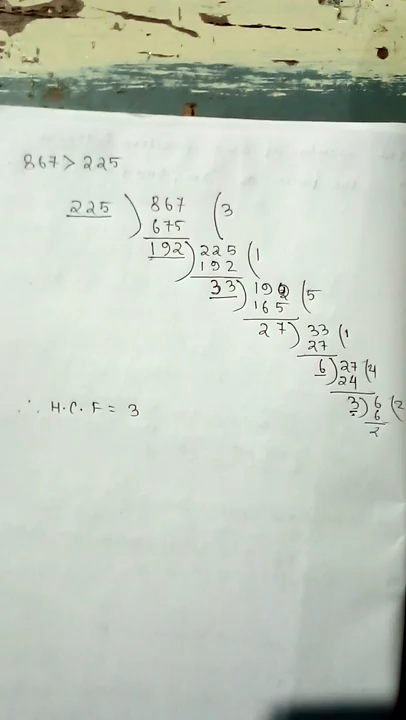 867 > 225
225 ) 867 ( 3
675
192 ) 225 ( 1
192
33 ) 192 ( 5
165
27 ) 33 ( 1
27
6 ) 27 ( 4
24
3 ) 6 ( 2
6
2
∴ H.C.F = 3